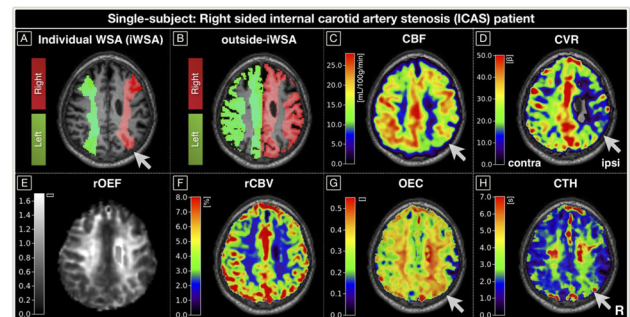 Single-subject: Right sided internal carotid artery stenosis (ICAS) patient
A Individual WSA (iWSA)
Right
Left
B outside-iWSA
Right
Left
C CBF
25.0
20.0
15.0
10.0
5.0
0.0
[mL/100g/min]
D CVR
50.0
40.0
30.0
20.0
10.0
0
[β]
contra ipsi
E rOEF
1.6
1.4
1.2
1.0
0.8
0.6
0.4
0.2
0.0
[]
F rCBV
8.0
7.0
6.0
5.0
4.0
3.0
2.0
1.0
0.0
[%]
G OEC
0.5
0.4
0.3
0.2
0.1
0.0
[]
H CTH
7.0
6.0
5.0
4.0
3.0
2.0
1.0
0.0
[s]
R